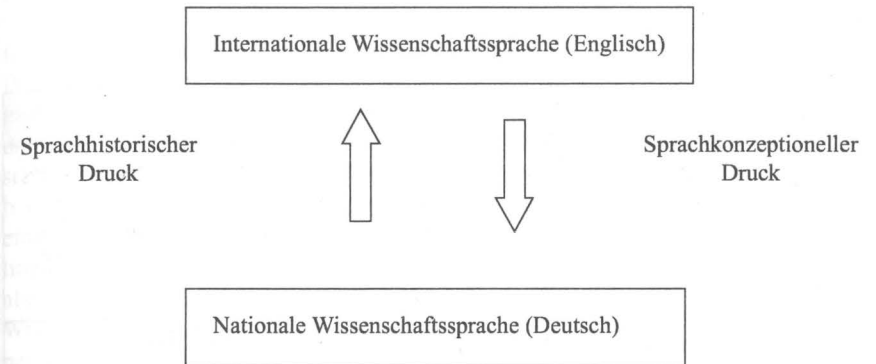 Internationale Wissenschaftssprache (Englisch)
Sprachhistorischer
Druck
Sprachkonzeptioneller
Druck
Nationale Wissenschaftssprache (Deutsch)